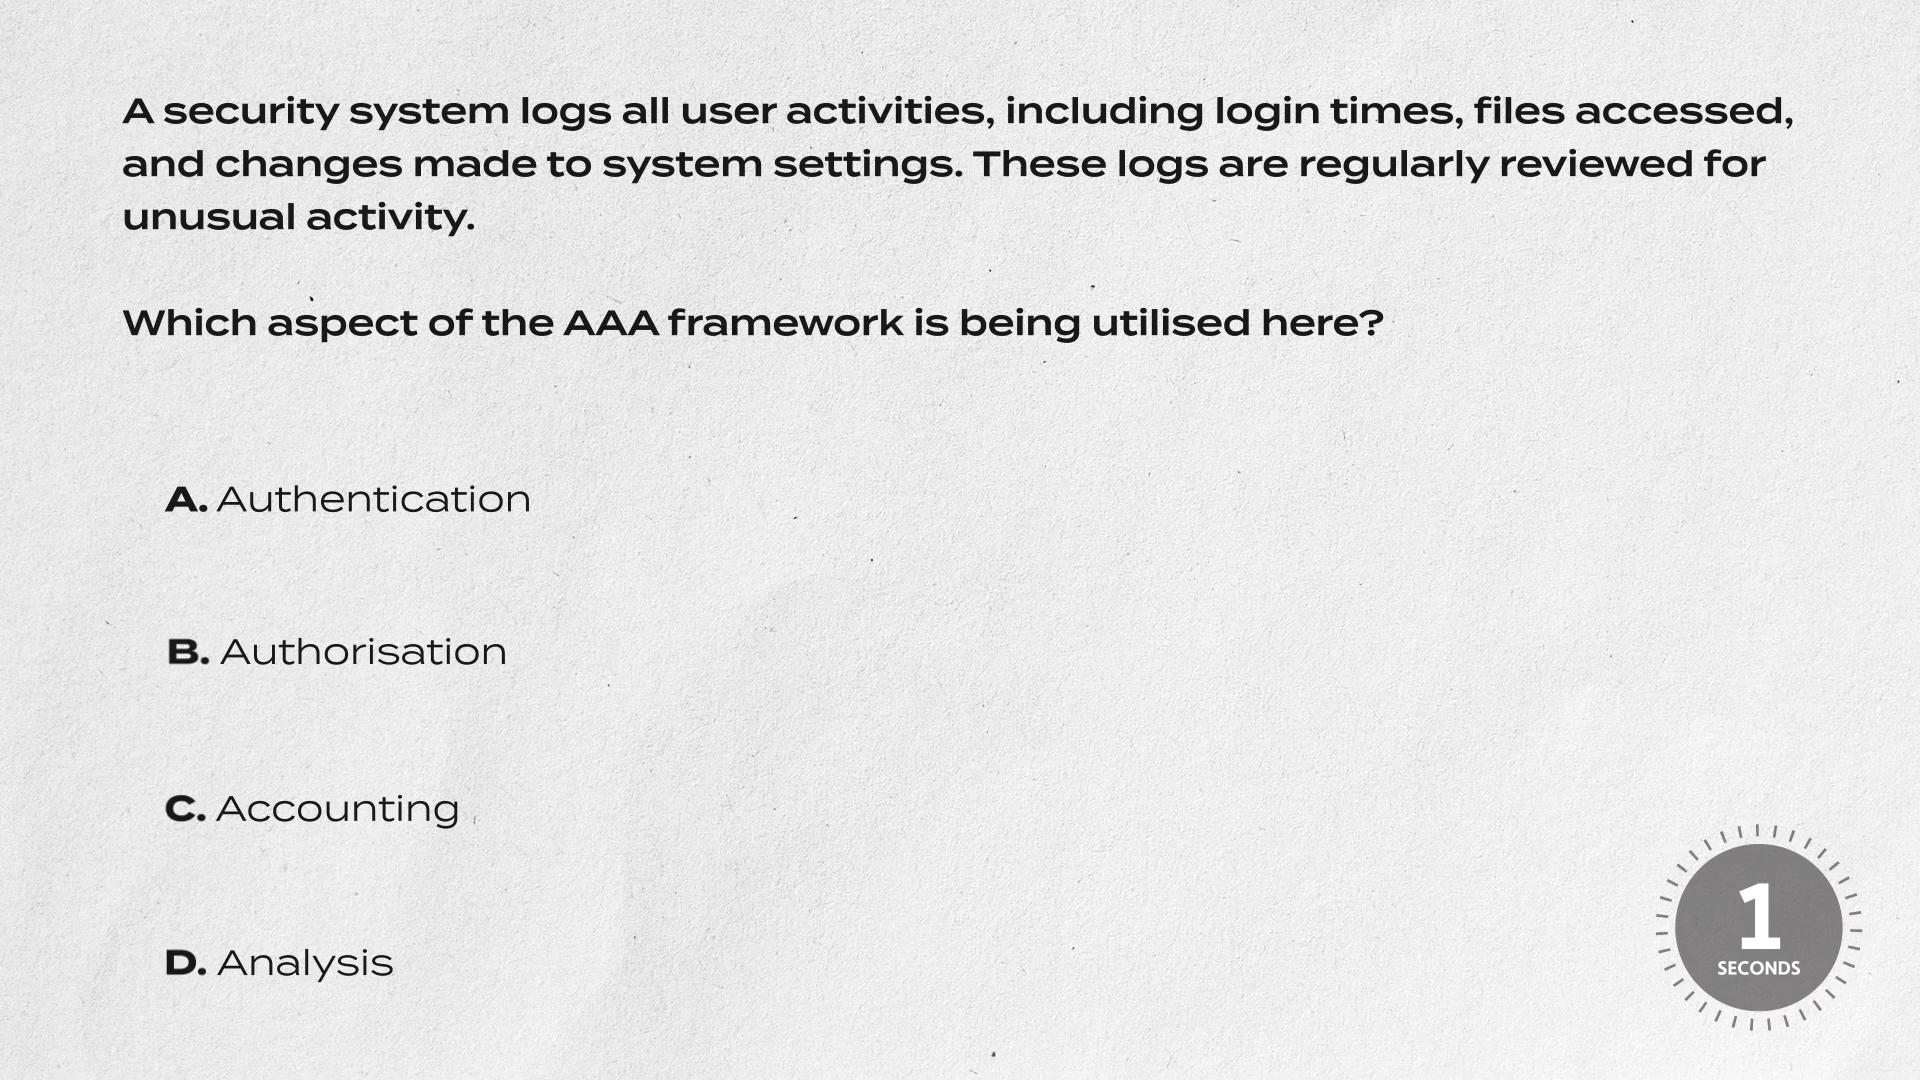 A security system logs all user activities, including login times, files accessed,
and changes made to system settings. These logs are regularly reviewed for
unusual activity.
Which aspect of the AAA framework is being utilised here?
A. Authentication
B. Authorisation
C. Accounting
D. Analysis
1
SECONDS